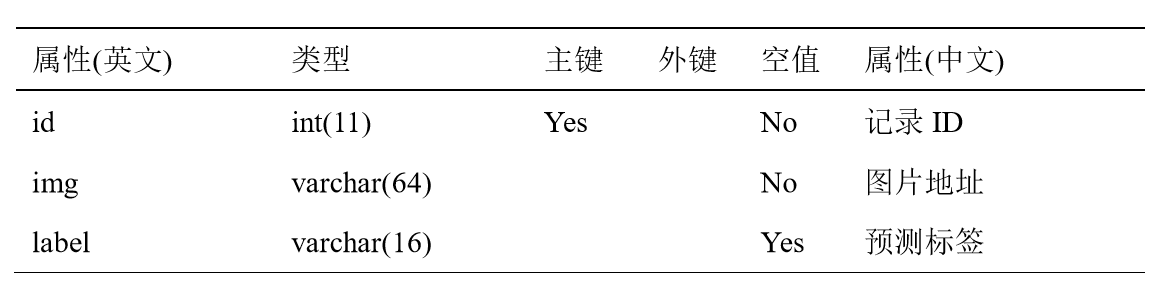 属性(英文) 类型 主键 外键 空值 属性(中文)
id int(11) Yes No 记录 ID
img varchar(64) No 图片地址
label varchar(16) Yes 预测标签